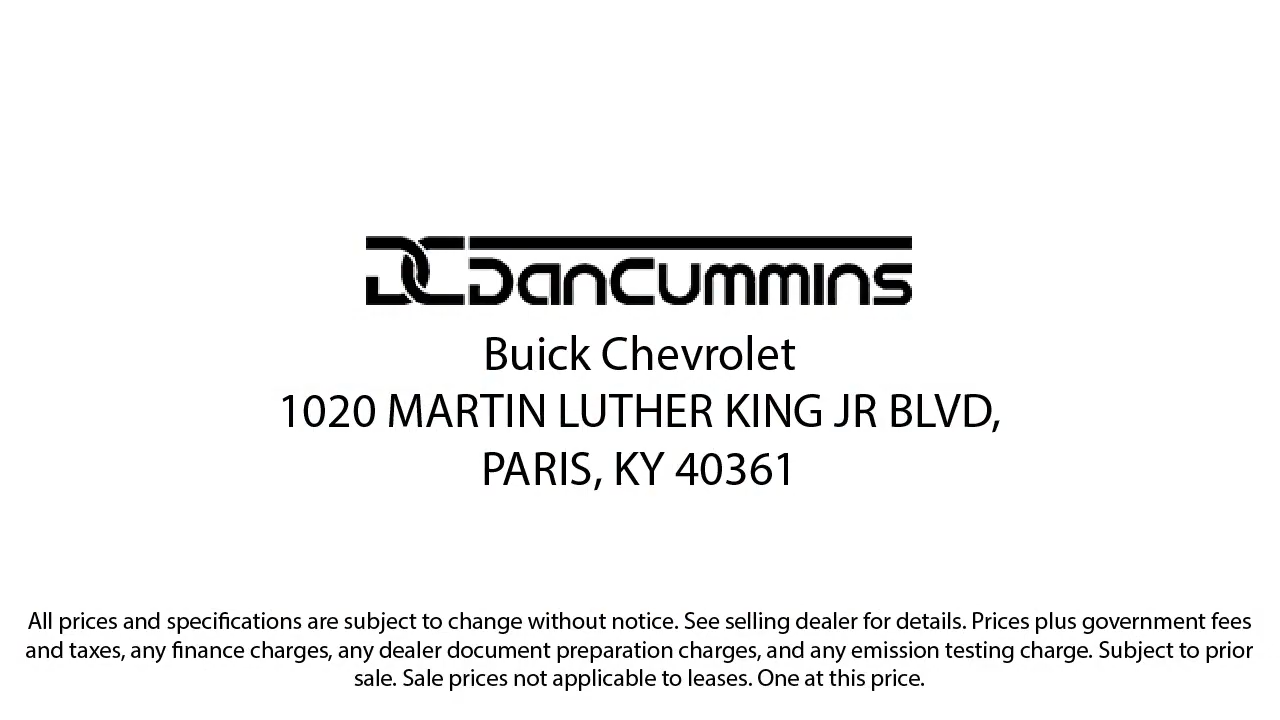 DC DanCummins
Buick Chevrolet
1020 MARTIN LUTHER KING JR BLVD,
PARIS, KY 40361
All prices and specifications are subject to change without notice. See selling dealer for details. Prices plus government fees
and taxes, any finance charges, any dealer document preparation charges, and any emission testing charge. Subject to prior
sale. Sale prices not applicable to leases. One at this price.